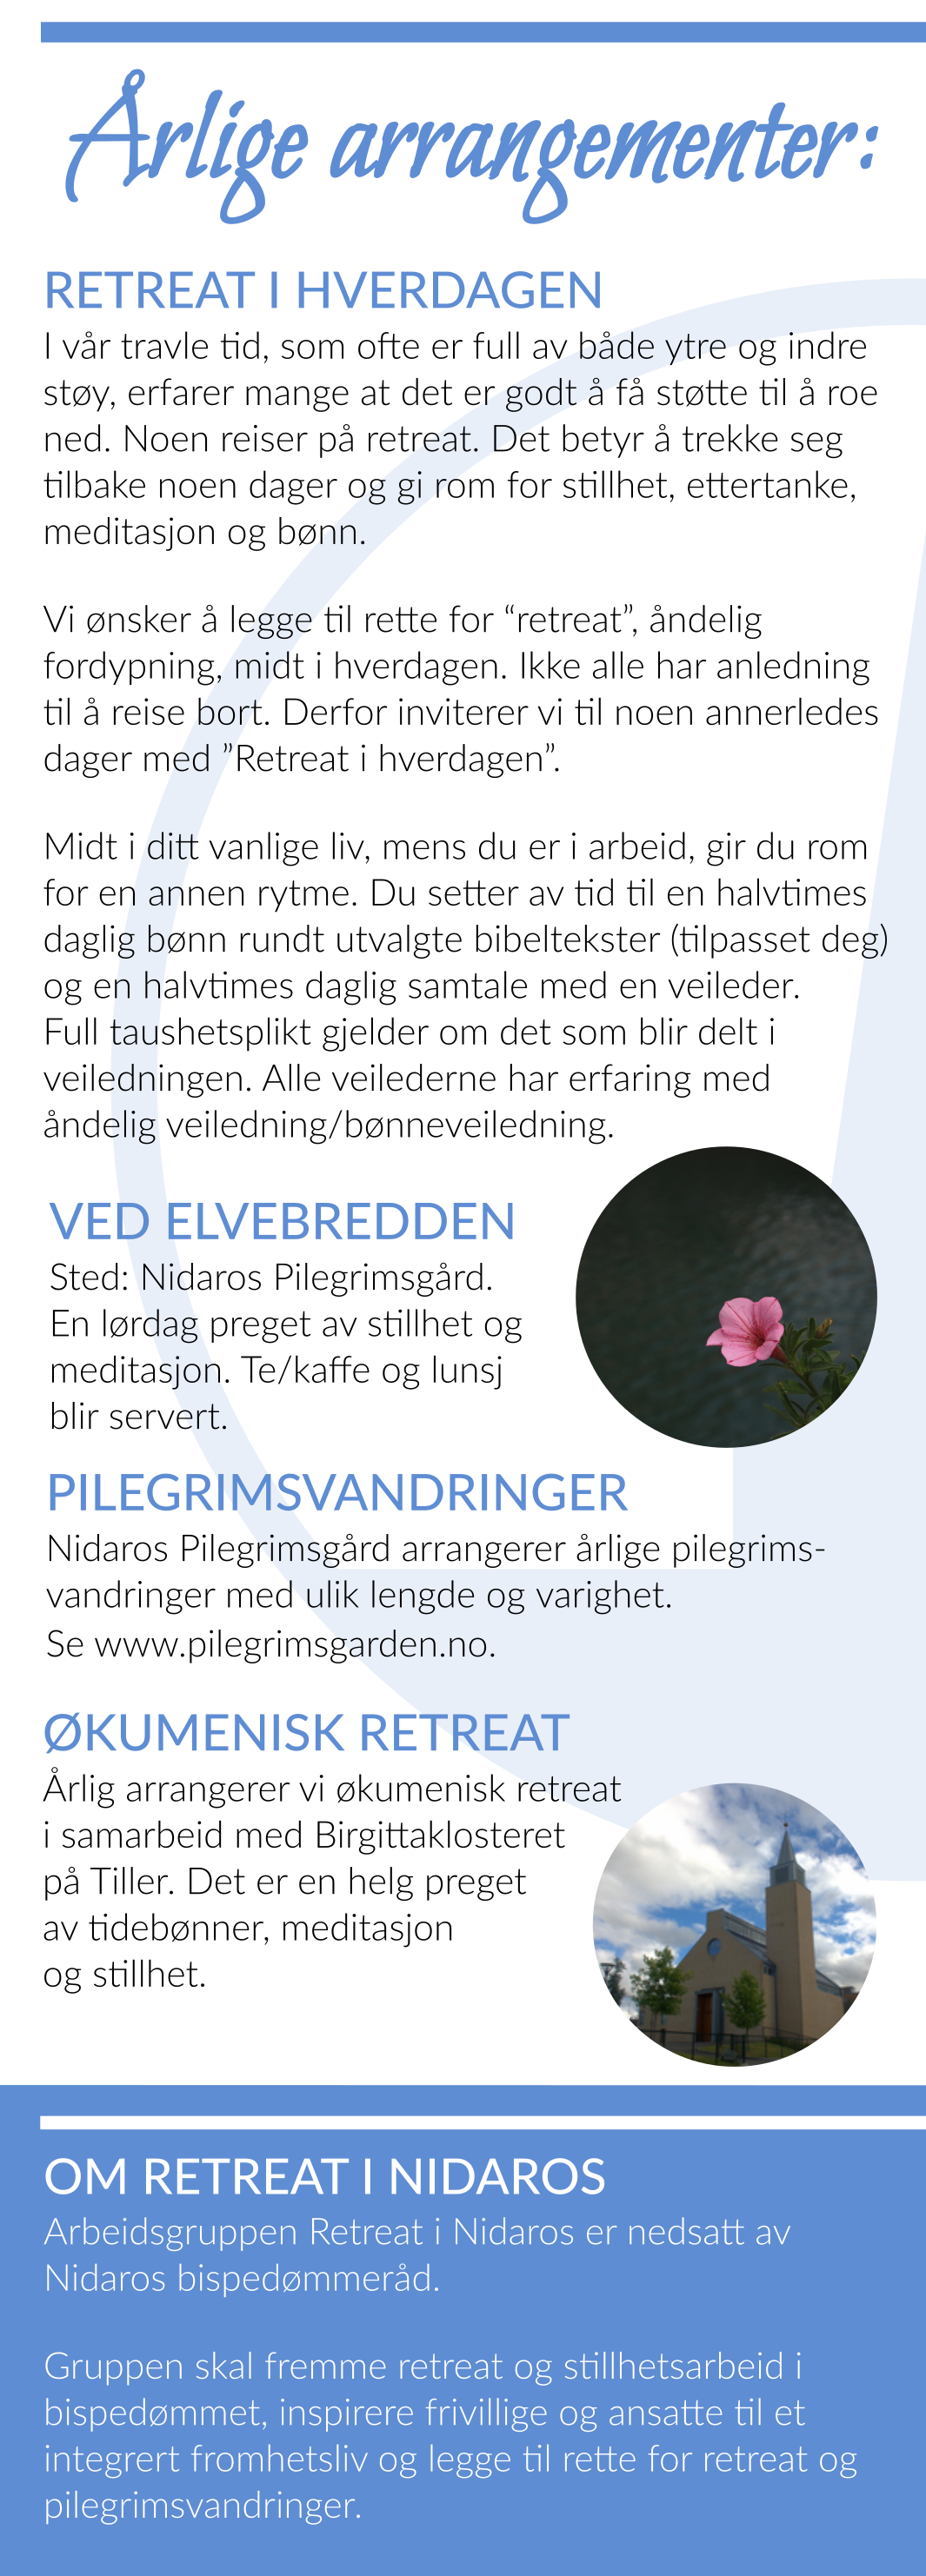 Årlige arrangementer:
RETREAT I HVERDAGEN
I vår travle tid, som ofte er full av både ytre og indre
støy, erfarer mange at det er godt å få støtte til å roe
ned. Noen reiser på retreat. Det betyr å trekke seg
tilbake noen dager og gi rom for stillhet, ettertanke,
meditasjon og bønn.
Vi ønsker å legge til rette for “retreat”, åndelig
fordypning, midt i hverdagen. Ikke alle har anledning
til å reise bort. Derfor inviterer vi til noen annerledes
dager med ”Retreat i hverdagen”.
Midt i ditt vanlige liv, mens du er i arbeid, gir du rom
for en annen rytme. Du setter av tid til en halvtimes
daglig bønn rundt utvalgte bibeltekster (tilpasset deg)
og en halvtimes daglig samtale med en veileder.
Full taushetsplikt gjelder om det som blir delt i
veiledningen. Alle veilederne har erfaring med
åndelig veiledning/bønneveiledning.
VED ELVEBREDDEN
Sted: Nidaros Pilegrimsgård.
En lørdag preget av stillhet og
meditasjon. Te/kaffe og lunsj
blir servert.
PILEGRIMSVANDRINGER
Nidaros Pilegrimsgård arrangerer årlige pilegrims-
vandringer med ulik lengde og varighet.
Se www.pilegrimsgarden.no.
ØKUMENISK RETREAT
Årlig arrangerer vi økumenisk retreat
i samarbeid med Birgittaklosteret
på Tiller. Det er en helg preget
av tidebønner, meditasjon
og stillhet.
OM RETREAT I NIDAROS
Arbeidsgruppen Retreat i Nidaros er nedsatt av
Nidaros bispedømmeråd.
Gruppen skal fremme retreat og stillhetsarbeid i
bispedømmet, inspirere frivillige og ansatte til et
integrert fromhetsliv og legge til rette for retreat og
pilegrimsvandringer.